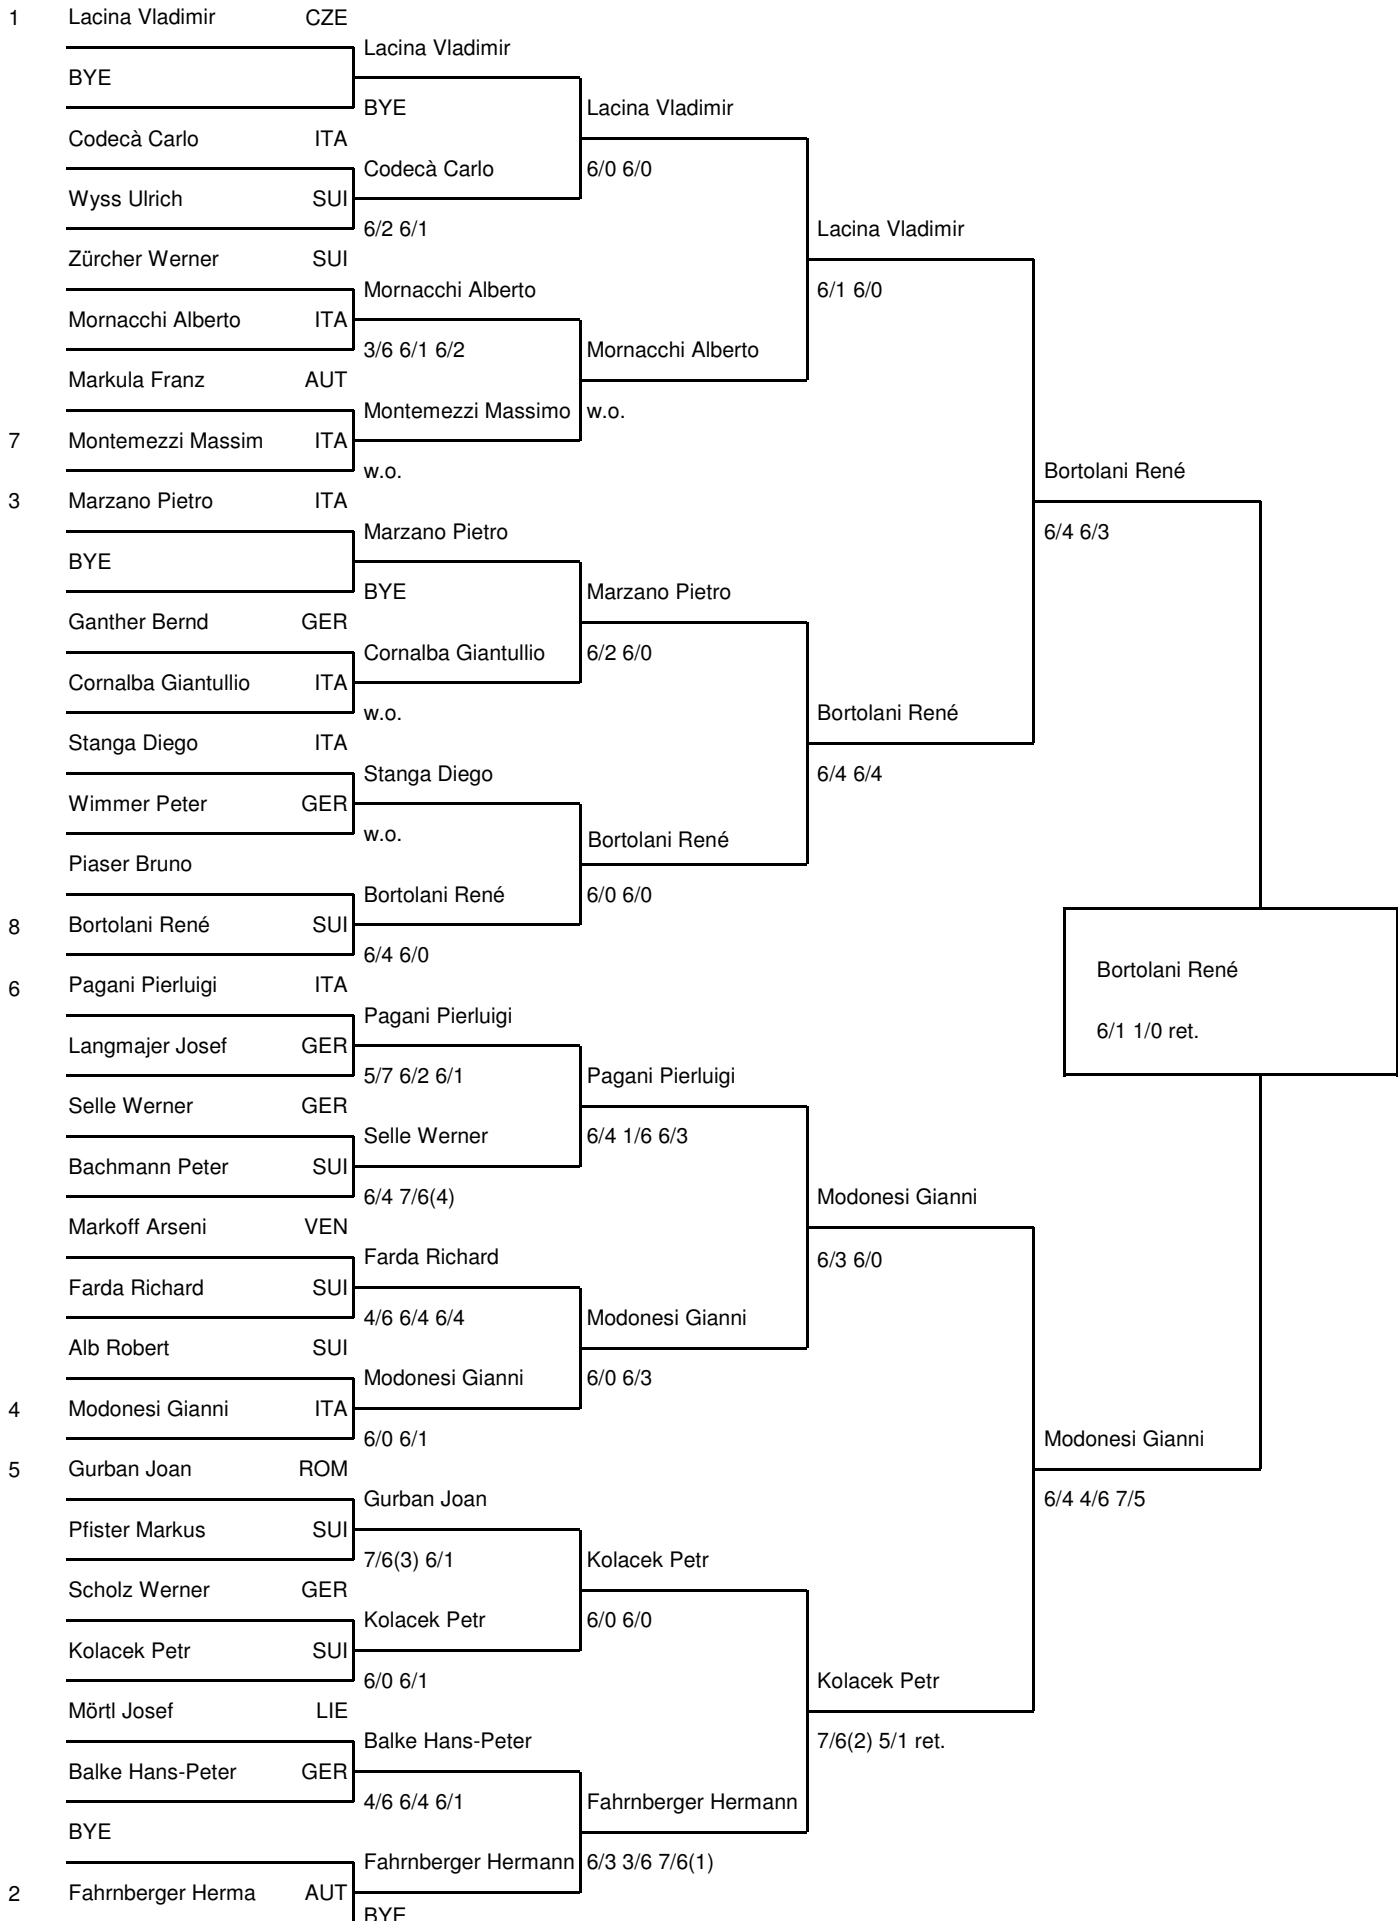 1 Lacina Vladimir CZE
Lacina Vladimir
BYE
BYE Lacina Vladimir
Codecà Carlo ITA
Codecà Carlo 6/0 6/0
Wyss Ulrich SUI
6/2 6/1 Lacina Vladimir
Zürcher Werner SUI
Mornacchi Alberto 6/1 6/0
Mornacchi Alberto ITA
3/6 6/1 6/2 Mornacchi Alberto
Markula Franz AUT
Montemezzi Massimo w.o.
7 Montemezzi Massim ITA
w.o. Bortolani René
3 Marzano Pietro ITA
Marzano Pietro 6/4 6/3
BYE
BYE Marzano Pietro
Ganther Bernd GER
Cornalba Giantullio 6/2 6/0
Cornalba Giantullio ITA
w.o. Bortolani René
Stanga Diego ITA
Stanga Diego 6/4 6/4
Wimmer Peter GER
w.o. Bortolani René
Piaser Bruno
Bortolani René 6/0 6/0
8 Bortolani René SUI
6/4 6/0
Bortolani René
6 Pagani Pierluigi ITA
Pagani Pierluigi
6/1 1/0 ret.
Langmajer Josef GER
5/7 6/2 6/1 Pagani Pierluigi
Selle Werner GER
Selle Werner 6/4 1/6 6/3
Bachmann Peter SUI
6/4 7/6(4) Modonesi Gianni
Markoff Arseni VEN
Farda Richard 6/3 6/0
Farda Richard SUI
4/6 6/4 6/4 Modonesi Gianni
Alb Robert SUI
Modonesi Gianni 6/0 6/3
4 Modonesi Gianni ITA
6/0 6/1 Modonesi Gianni
5 Gurban Joan ROM
Gurban Joan 6/4 4/6 7/5
Pfister Markus SUI
7/6(3) 6/1 Kolacek Petr
Scholz Werner GER
Kolacek Petr 6/0 6/0
Kolacek Petr SUI
6/0 6/1 Kolacek Petr
Mörtl Josef LIE
Balke Hans-Peter 7/6(2) 5/1 ret.
Balke Hans-Peter GER
4/6 6/4 6/1 Fahrnberger Hermann
BYE
Fahrnberger Hermann 6/3 3/6 7/6(1)
2 Fahrnberger Herma AUT
BYE